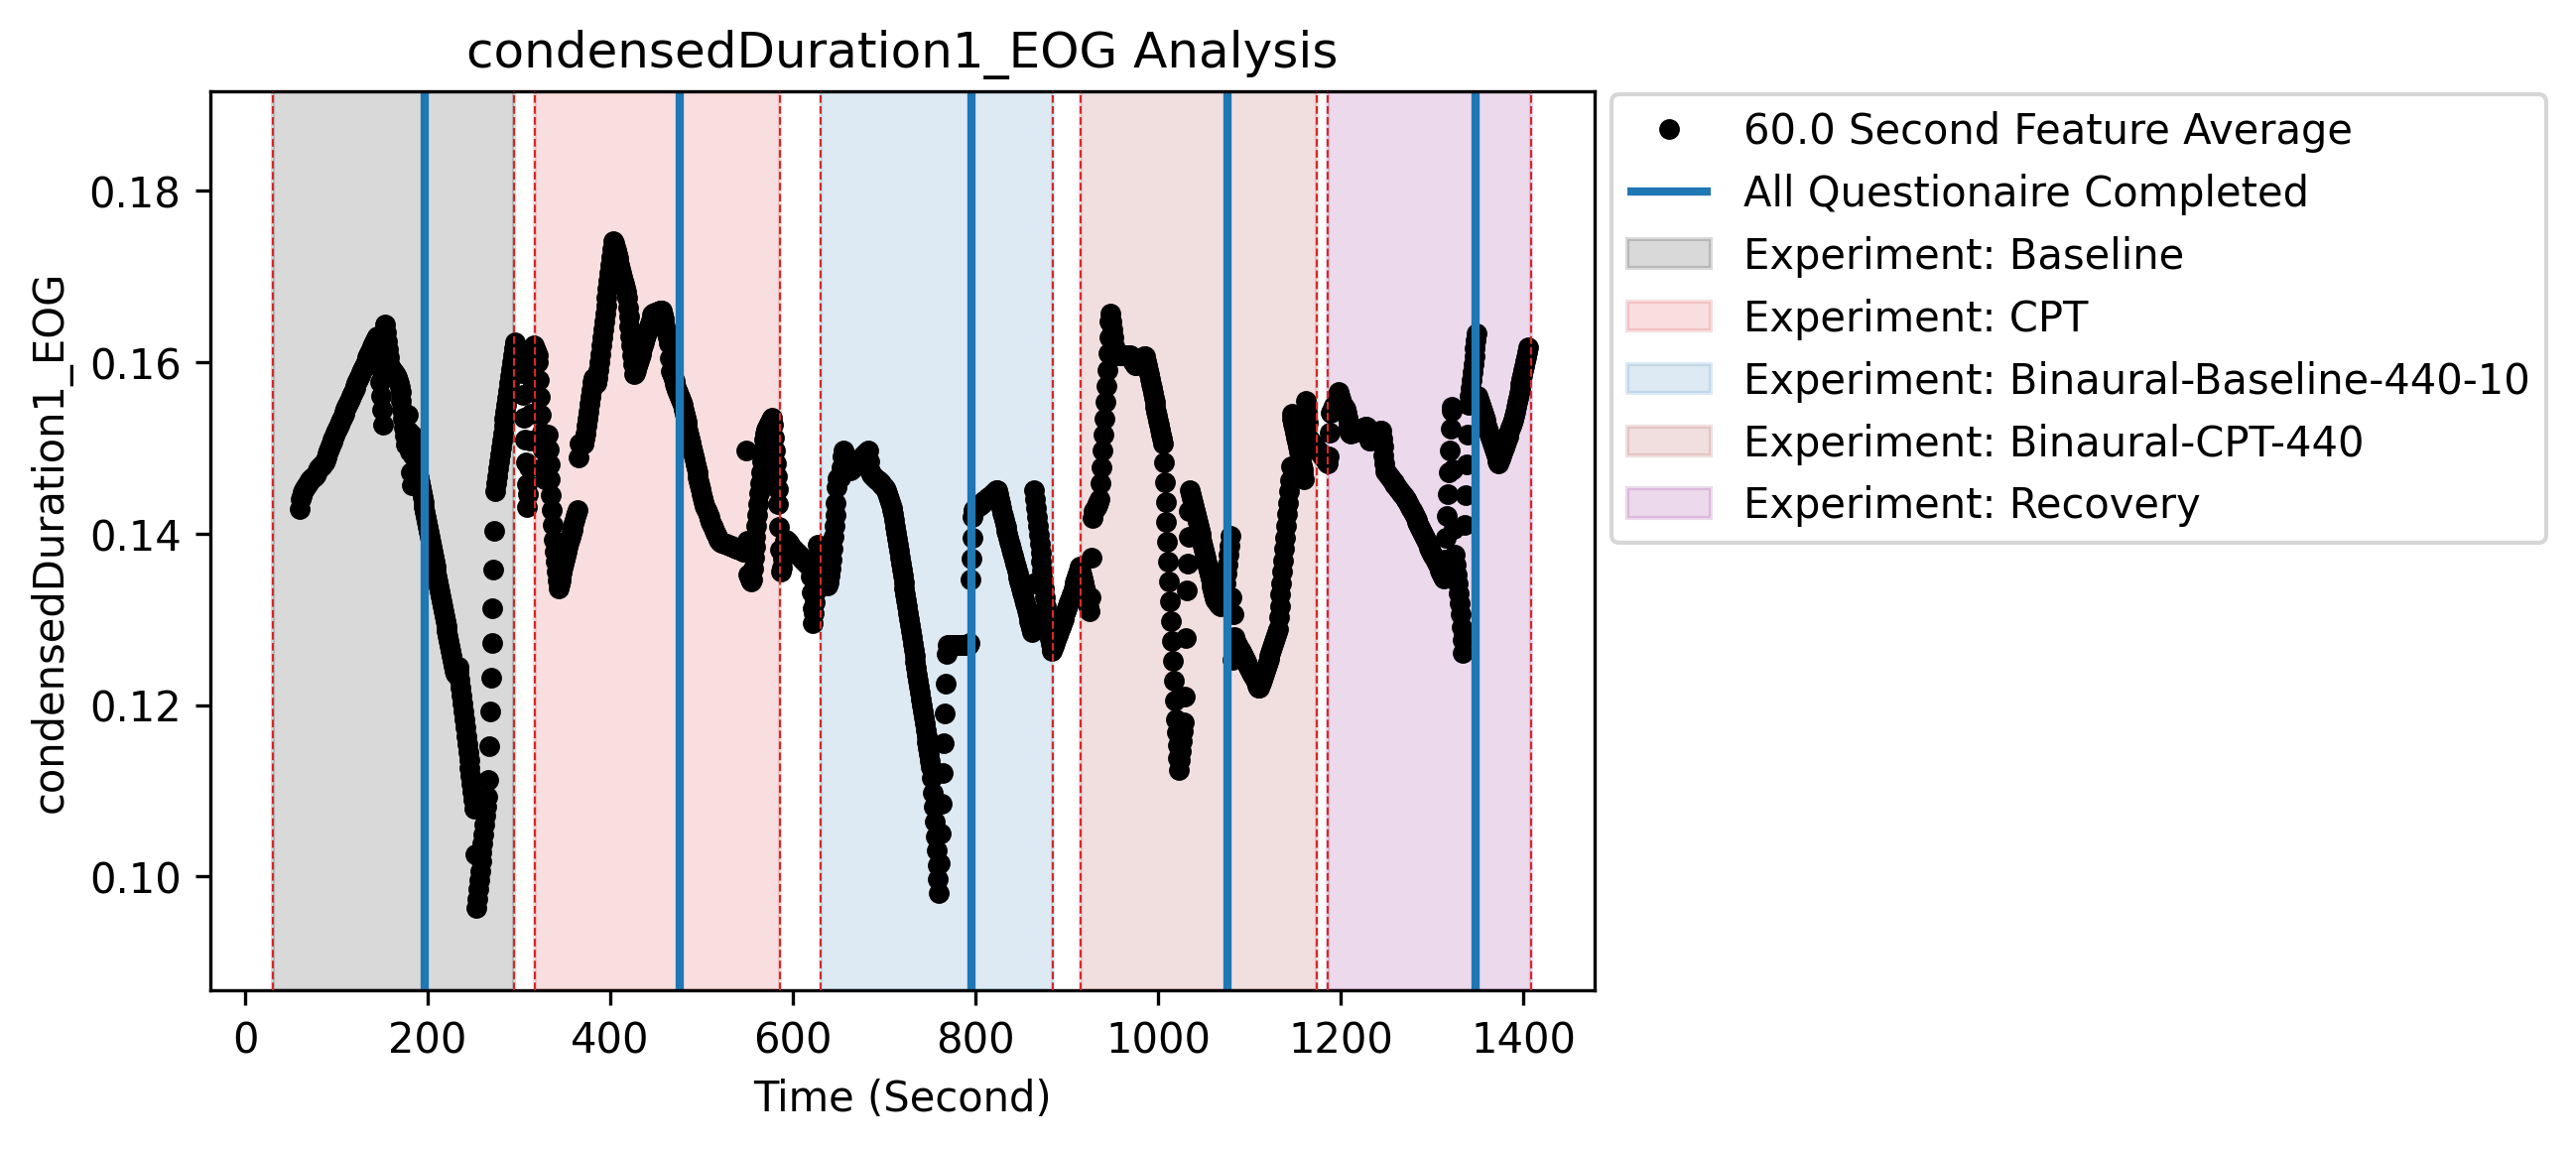 condensedDuration1_EOG Analysis
condensedDuration1_EOG
0.18
0.16
0.14
0.12
0.10
0
200
400
600
800
1000
1200
1400
Time (Second)
60.0 Second Feature Average
All Questionaire Completed
Experiment: Baseline
Experiment: CPT
Experiment: Binaural-Baseline-440-10
Experiment: Binaural-CPT-440
Experiment: Recovery